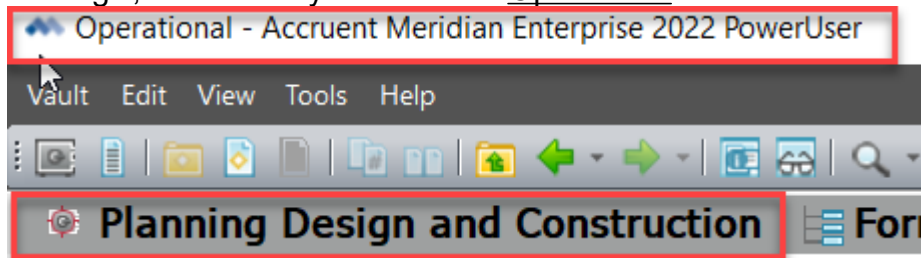 Operational - Accruent Meridian Enterprise 2022 PowerUser
Vault Edit View Tools Help
Planning Design and Construction